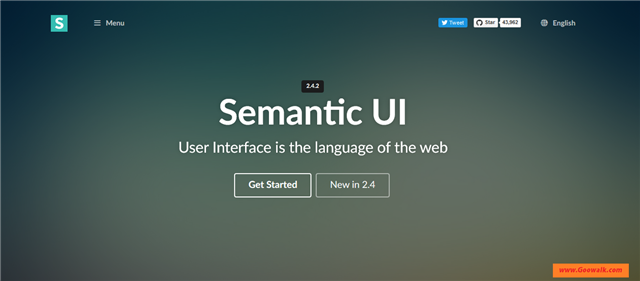 S
Menu
Tweet
Star
43,962
English
2.4.2
Semantic UI
User Interface is the language of the web
Get Started
New in 2.4
www.Geowalk.com